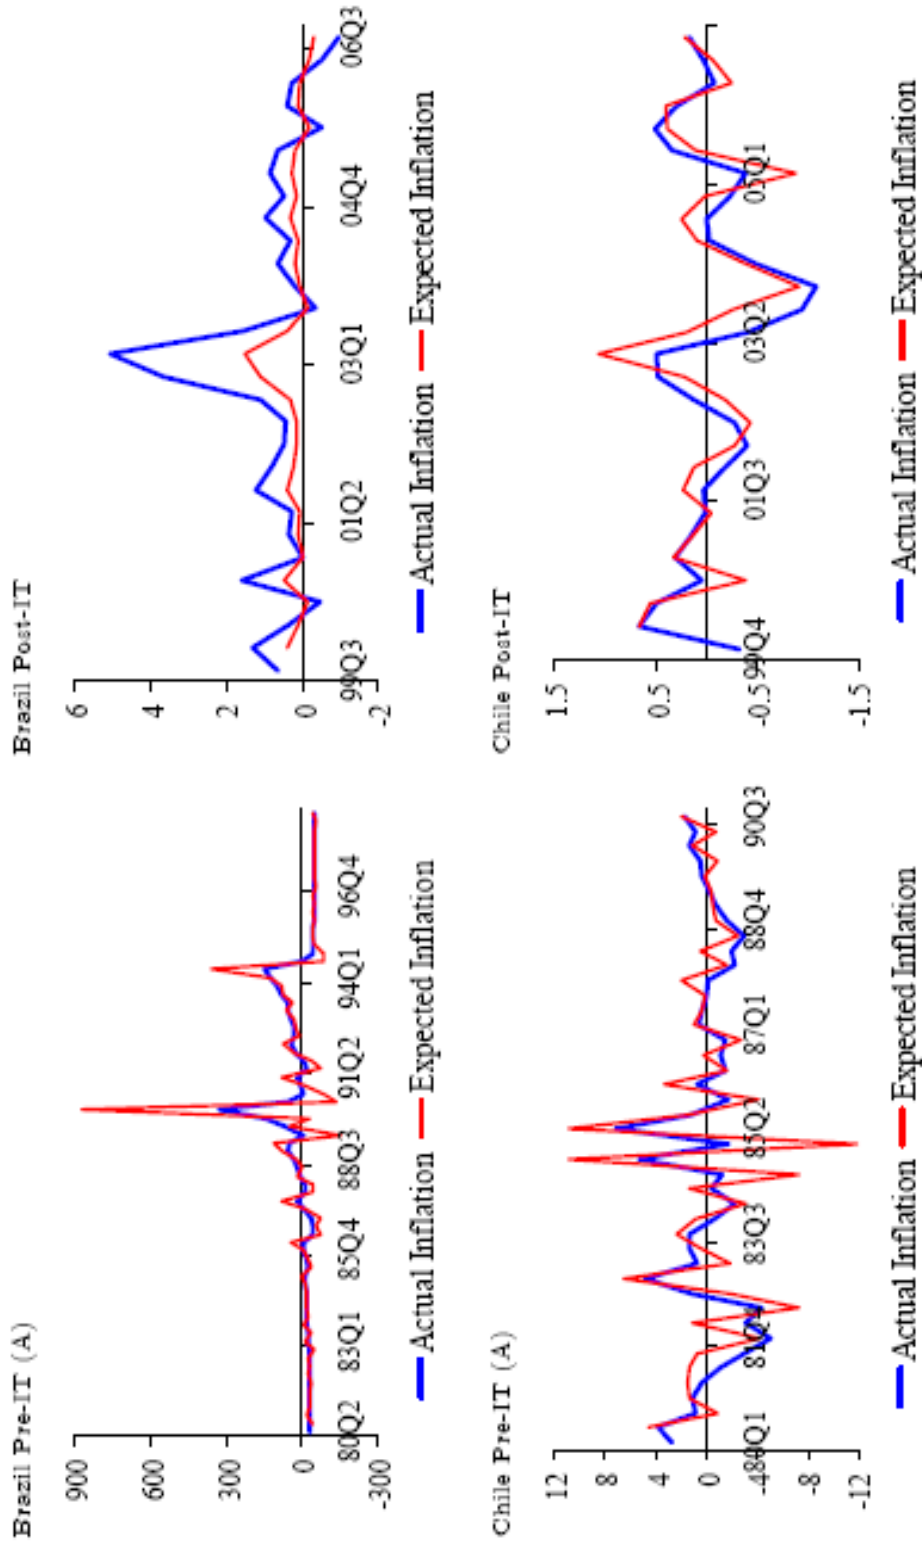 Brazil Pre-IT (A)
900
600
300
0
-300
80Q2 83Q1 85Q4 88Q3 91Q2 94Q1 96Q4
Actual Inflation Expected Inflation
Brazil Post-IT
6
4
2
0
-2
99Q3 01Q2 03Q1 04Q4 06Q3
Actual Inflation Expected Inflation
Chile Pre-IT (A)
12
8
4
0
-4
-8
-12
80Q1 81Q4 83Q3 85Q2 87Q1 88Q4 90Q3
Actual Inflation Expected Inflation
Chile Post-IT
1.5
0.5
-0.5
-1.5
99Q4 01Q3 03Q2 05Q1
Actual Inflation Expected Inflation